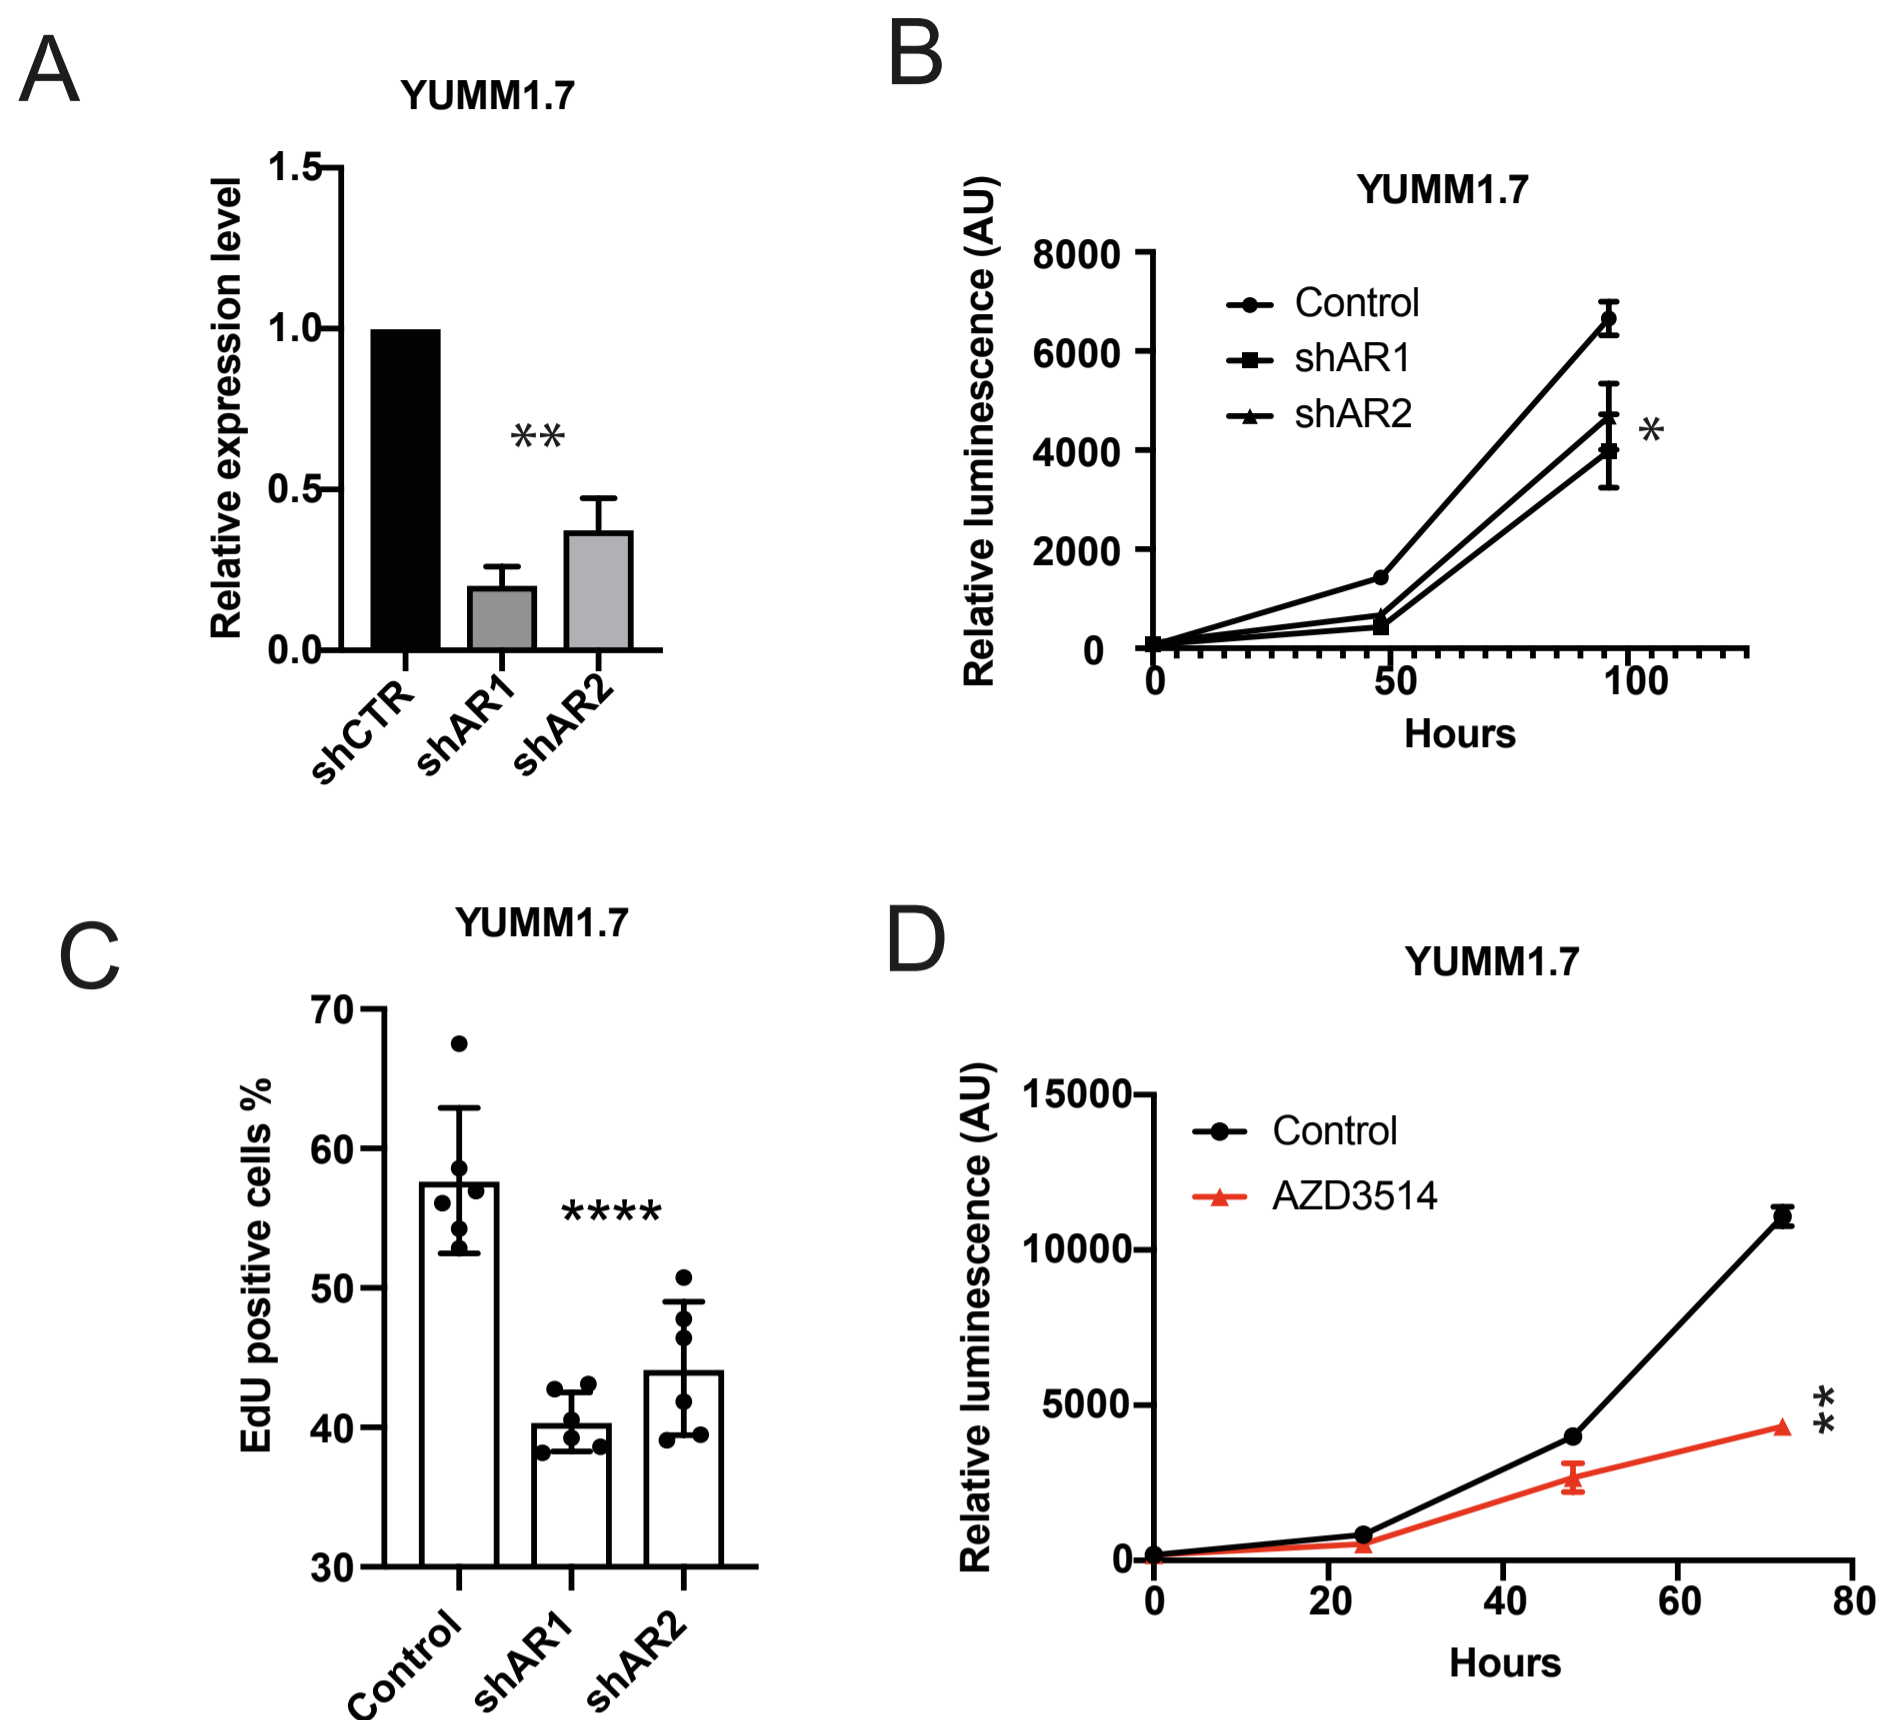 A
YUMM1.7
Relative expression level
1.5
1.0
0.5
0.0
**
shCTR
shAR1
shAR2
B
YUMM1.7
Relative luminescence (AU)
8000
6000
4000
2000
0
Control
shAR1
shAR2
*
0
50
100
Hours
C
YUMM1.7
EdU positive cells %
70
60
50
40
30
****
Control
shAR1
shAR2
D
YUMM1.7
Relative luminescence (AU)
15000
10000
5000
0
Control
AZD3514
**
0
20
40
60
80
Hours